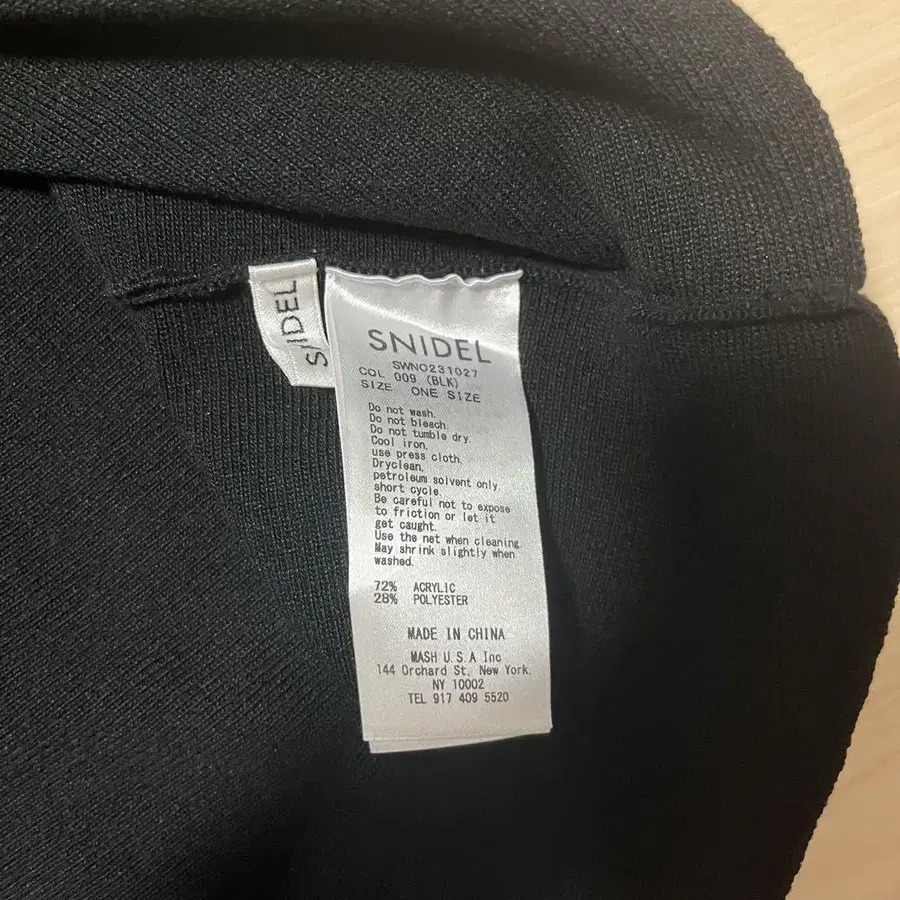 SNIDEL
SNIDEL
SWNO231027
COL 009 (BLK)
SIZE ONE SIZE
Do not wash.
Do not bleach.
Do not tumble dry.
Cool iron,
use press cloth.
Dryclean,
petroleum solvent only.
short cycle.
Be careful not to expose
to friction or let it
get caught.
Use the net when cleaning.
May shrink slightly when
washed.
72% ACRYLIC
28% POLYESTER
MADE IN CHINA
MASH U.S.A Inc
144 Orchard St, New York.
NY 10002
TEL 917 409 5520